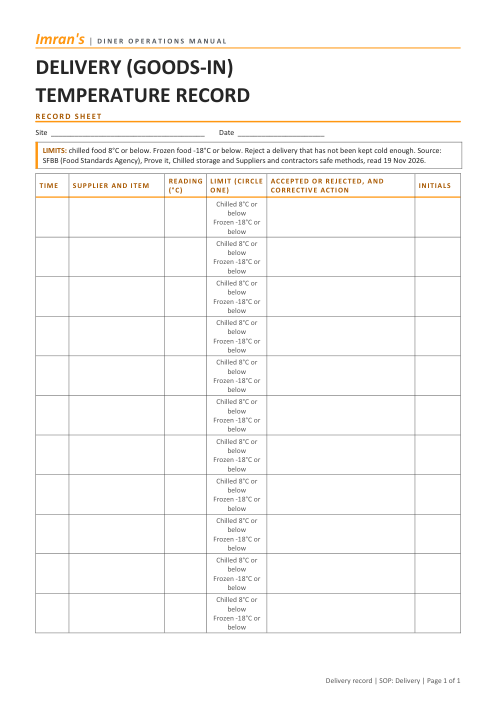 Imran's | DINER OPERATIONS MANUAL
DELIVERY (GOODS-IN)
TEMPERATURE RECORD
RECORD SHEET
Site ______________________ Date ______________________
LIMITS: chilled food 8°C or below. Frozen food -18°C or below. Reject a delivery that has not been kept cold enough. Source:
SFBB (Food Standards Agency), Prove it, Chilled storage and Suppliers and contractors safe methods, read 19 Nov 2026.
TIME SUPPLIER AND ITEM READING (°C) LIMIT (CIRCLE ONE) ACCEPTED OR REJECTED, AND CORRECTIVE ACTION INITIALS
Chilled 8°C or
below
Frozen -18°C or
below
Chilled 8°C or
below
Frozen -18°C or
below
Chilled 8°C or
below
Frozen -18°C or
below
Chilled 8°C or
below
Frozen -18°C or
below
Chilled 8°C or
below
Frozen -18°C or
below
Chilled 8°C or
below
Frozen -18°C or
below
Chilled 8°C or
below
Frozen -18°C or
below
Chilled 8°C or
below
Frozen -18°C or
below
Chilled 8°C or
below
Frozen -18°C or
below
Chilled 8°C or
below
Frozen -18°C or
below
Chilled 8°C or
below
Frozen -18°C or
below
Delivery record | SOP: Delivery | Page 1 of 1